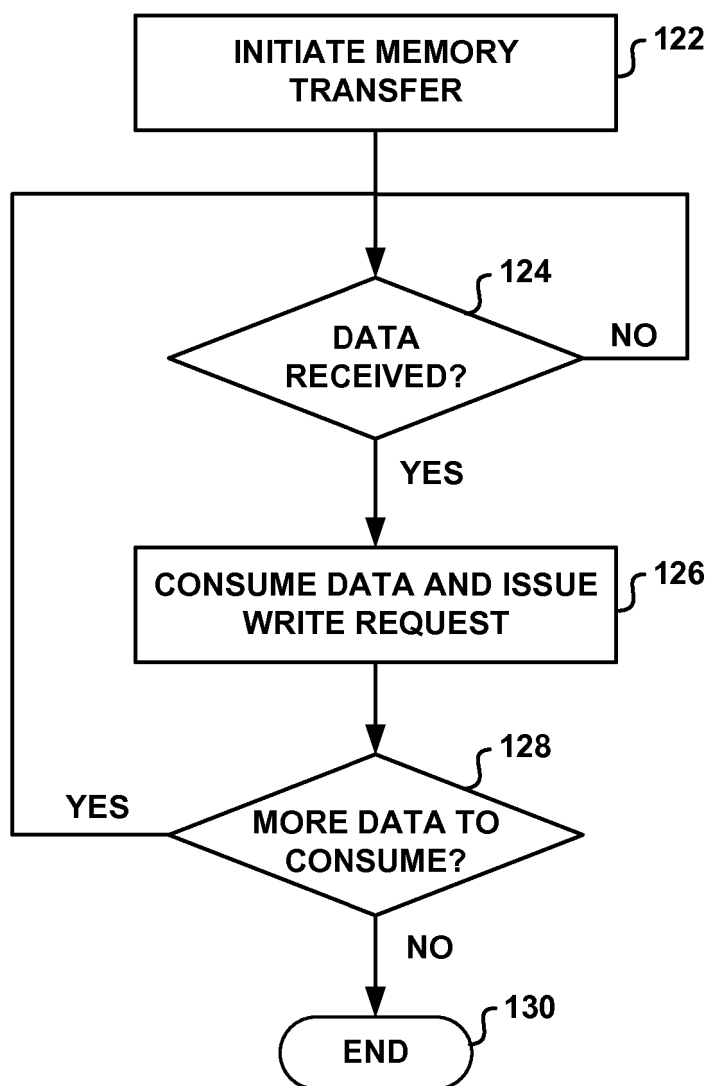 INITIATE MEMORY
TRANSFER
122
124
DATA
RECEIVED?
NO
YES
CONSUME DATA AND ISSUE
WRITE REQUEST
126
128
YES
MORE DATA TO
CONSUME?
NO
130
END